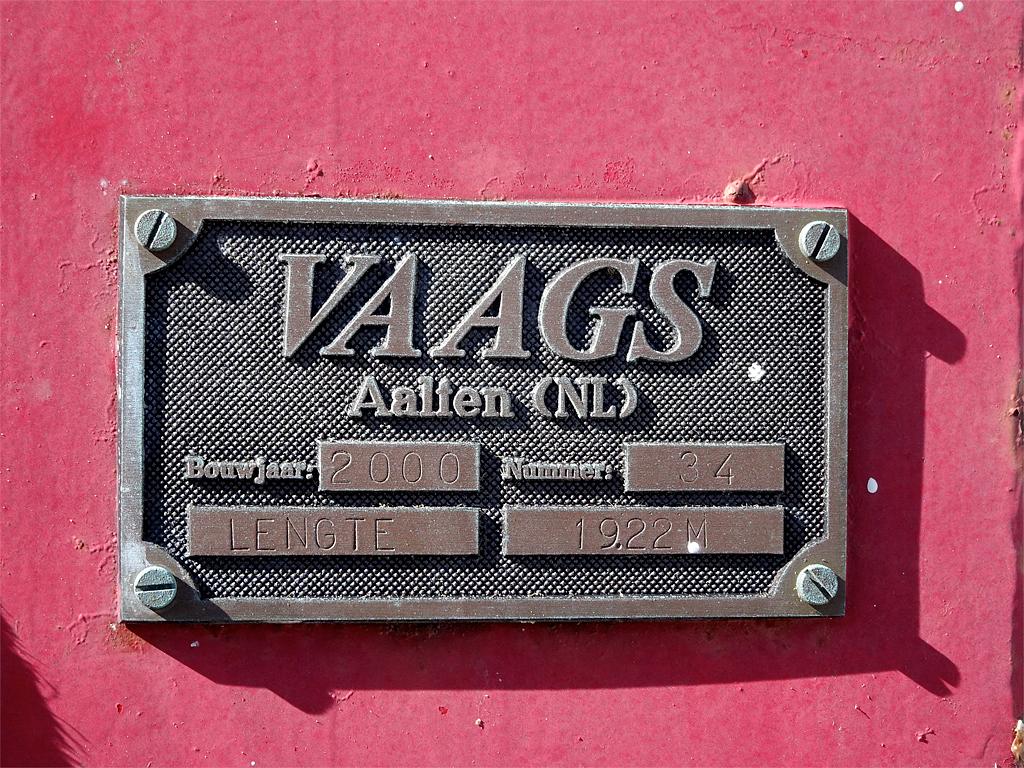 VAAGS
Aalten (NL)
Bouwjaar: 2000 Nummer: 34
LENGTE 19.22 M